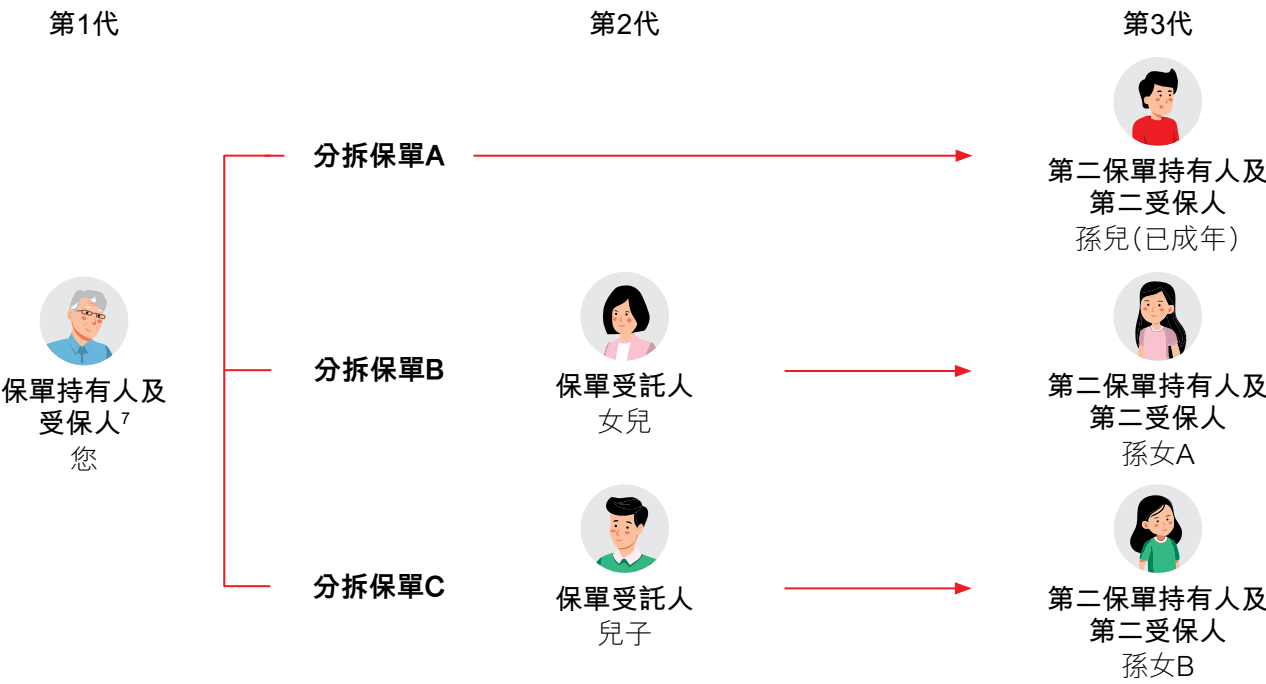 第1代
第2代
第3代
分拆保單A
第二保單持有人及
第二受保人
孫兒(已成年)
保單持有人及
受保人7
您
分拆保單B
保單受託人
女兒
第二保單持有人及
第二受保人
孫女A
分拆保單C
保單受託人
兒子
第二保單持有人及
第二受保人
孫女B